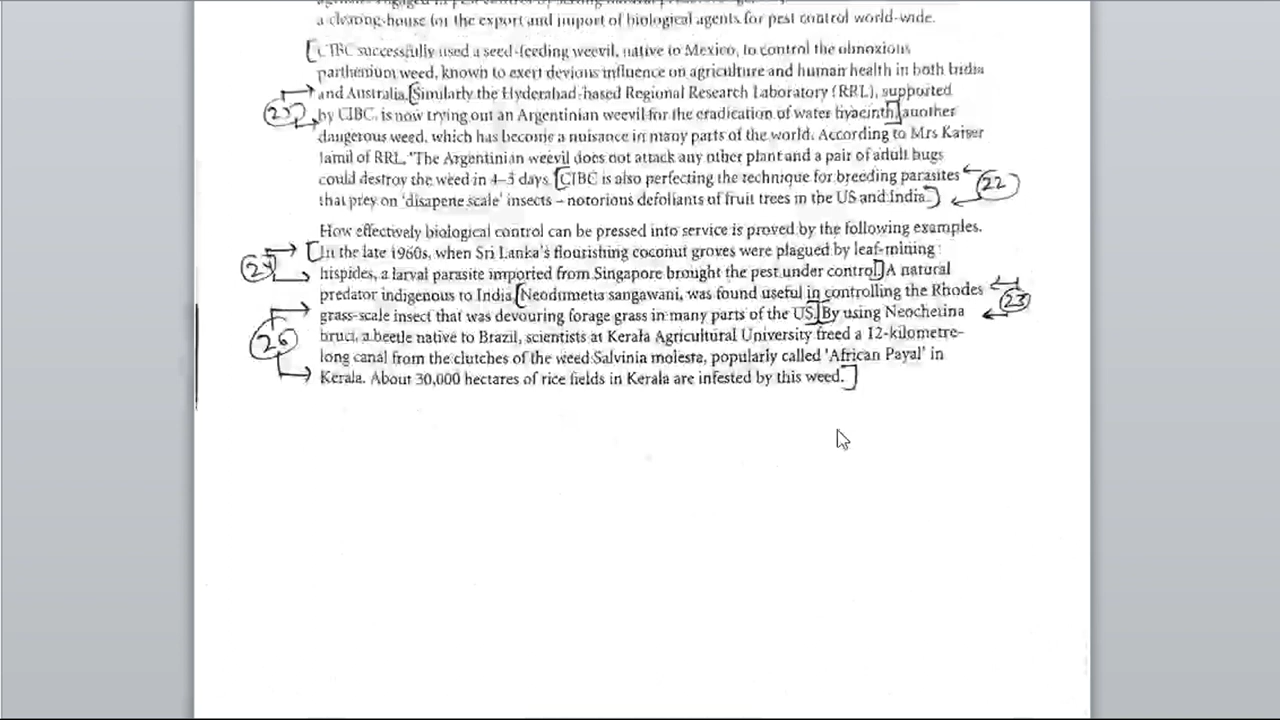 a clearing-house for the export and import of biological agents for pest control world-wide.
[CIBC successfully used a seed-feeding weevil, native to Mexico, to control the obnoxious
parthenium weed, known to exert devious influence on agriculture and human health in both India
and Australia. [Similarly the Hyderabad-based Regional Research Laboratory (RRL), supported
by CIBC, is now trying out an Argentinian weevil for the eradication of water hyacinth,] another
dangerous weed, which has become a nuisance in many parts of the world. According to Mrs Kaiser
Jamil of RRL, 'The Argentinian weevil does not attack any other plant and a pair of adult bugs
could destroy the weed in 4-5 days. [CIBC is also perfecting the technique for breeding parasites
22
that prey on 'disapene scale' insects – notorious defoliants of fruit trees in the US and India.]
How effectively biological control can be pressed into service is proved by the following examples.
[In the late 1960s, when Sri Lanka's flourishing coconut groves were plagued by leaf-mining
24
hispides, a larval parasite imported from Singapore brought the pest under control.] A natural
predator indigenous to India, [Neodumetia sangawani, was found useful in controlling the Rhodes
23
grass-scale insect that was devouring forage grass in many parts of the US.] [By using Neochetina
26
bruci, a beetle native to Brazil, scientists at Kerala Agricultural University freed a 12-kilometre-
long canal from the clutches of the weed Salvinia molesta, popularly called 'African Payal' in
Kerala. About 30,000 hectares of rice fields in Kerala are infested by this weed.]